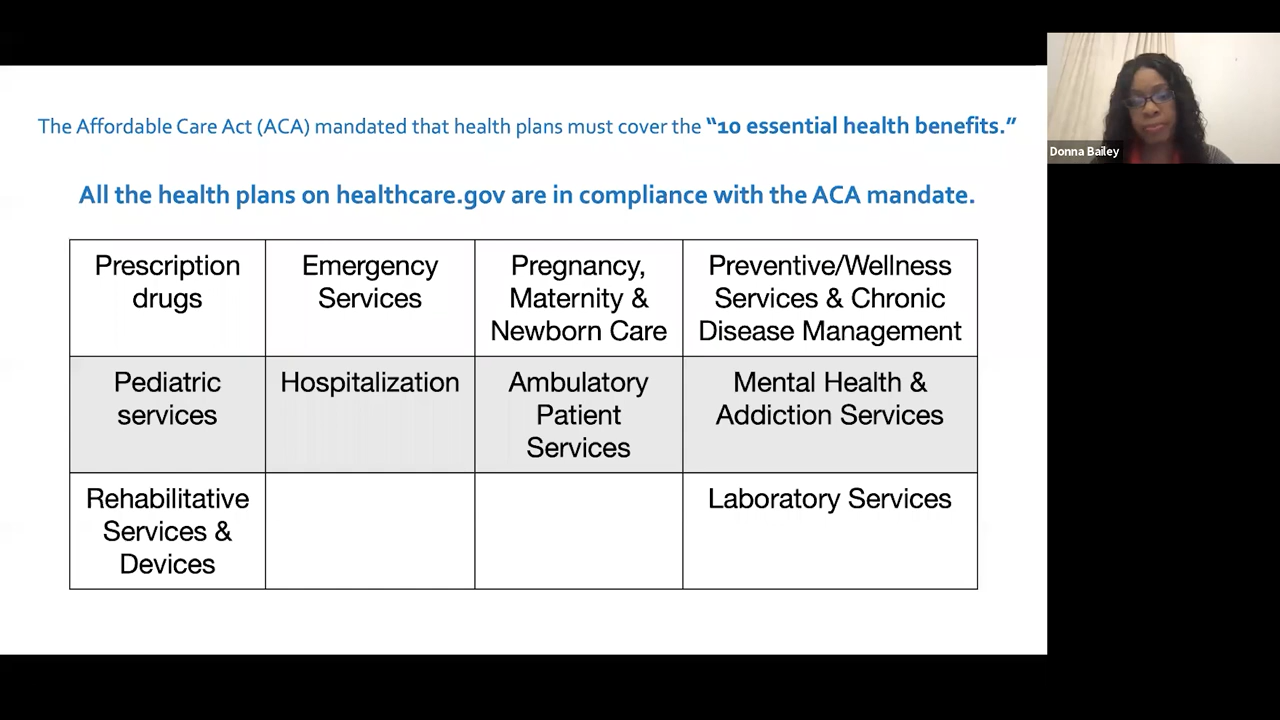 The Affordable Care Act (ACA) mandated that health plans must cover the “10 essential health benefits.”
All the health plans on healthcare.gov are in compliance with the ACA mandate.
Prescription
drugs
Emergency
Services
Pregnancy,
Maternity &
Newborn Care
Preventive/Wellness
Services & Chronic
Disease Management
Pediatric
services
Hospitalization
Ambulatory
Patient
Services
Mental Health &
Addiction Services
Rehabilitative
Services &
Devices
Laboratory Services
Donna Bailey